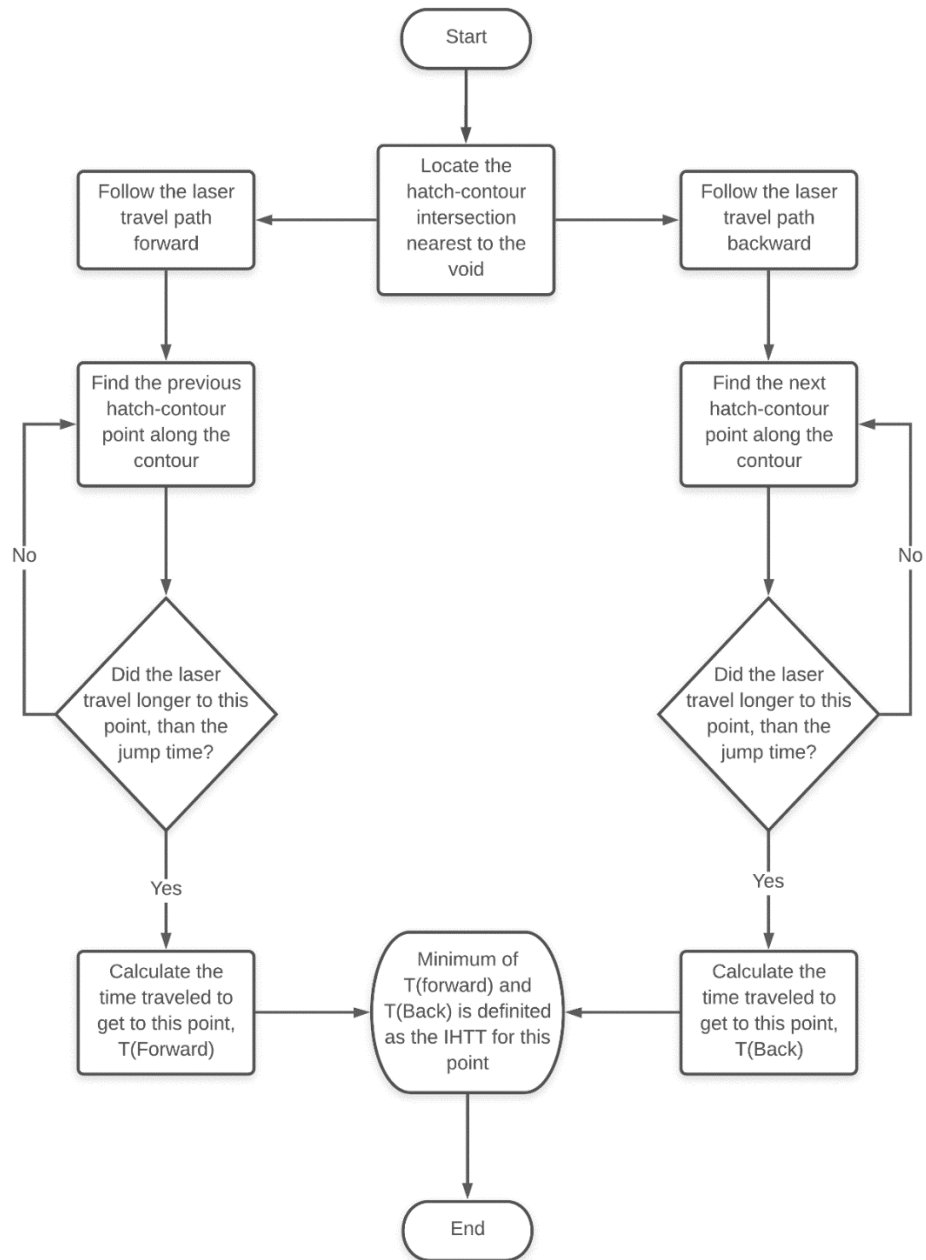 Start
Locate the
hatch-contour
intersection
nearest to the
void
Follow the laser
travel path
forward
Follow the laser
travel path
backward
Find the previous
hatch-contour
point along the
contour
Find the next
hatch-contour
point along the
contour
No
No
Did the laser
travel longer to this
point, than the
jump time?
Did the laser
travel longer to this
point, than the
jump time?
Yes
Yes
Calculate the
time traveled to
get to this point,
T(Forward)
Minimum of
T(forward) and
T(Back) is definited
as the IHTT for this
point
Calculate the
time traveled to
get to this point,
T(Back)
End